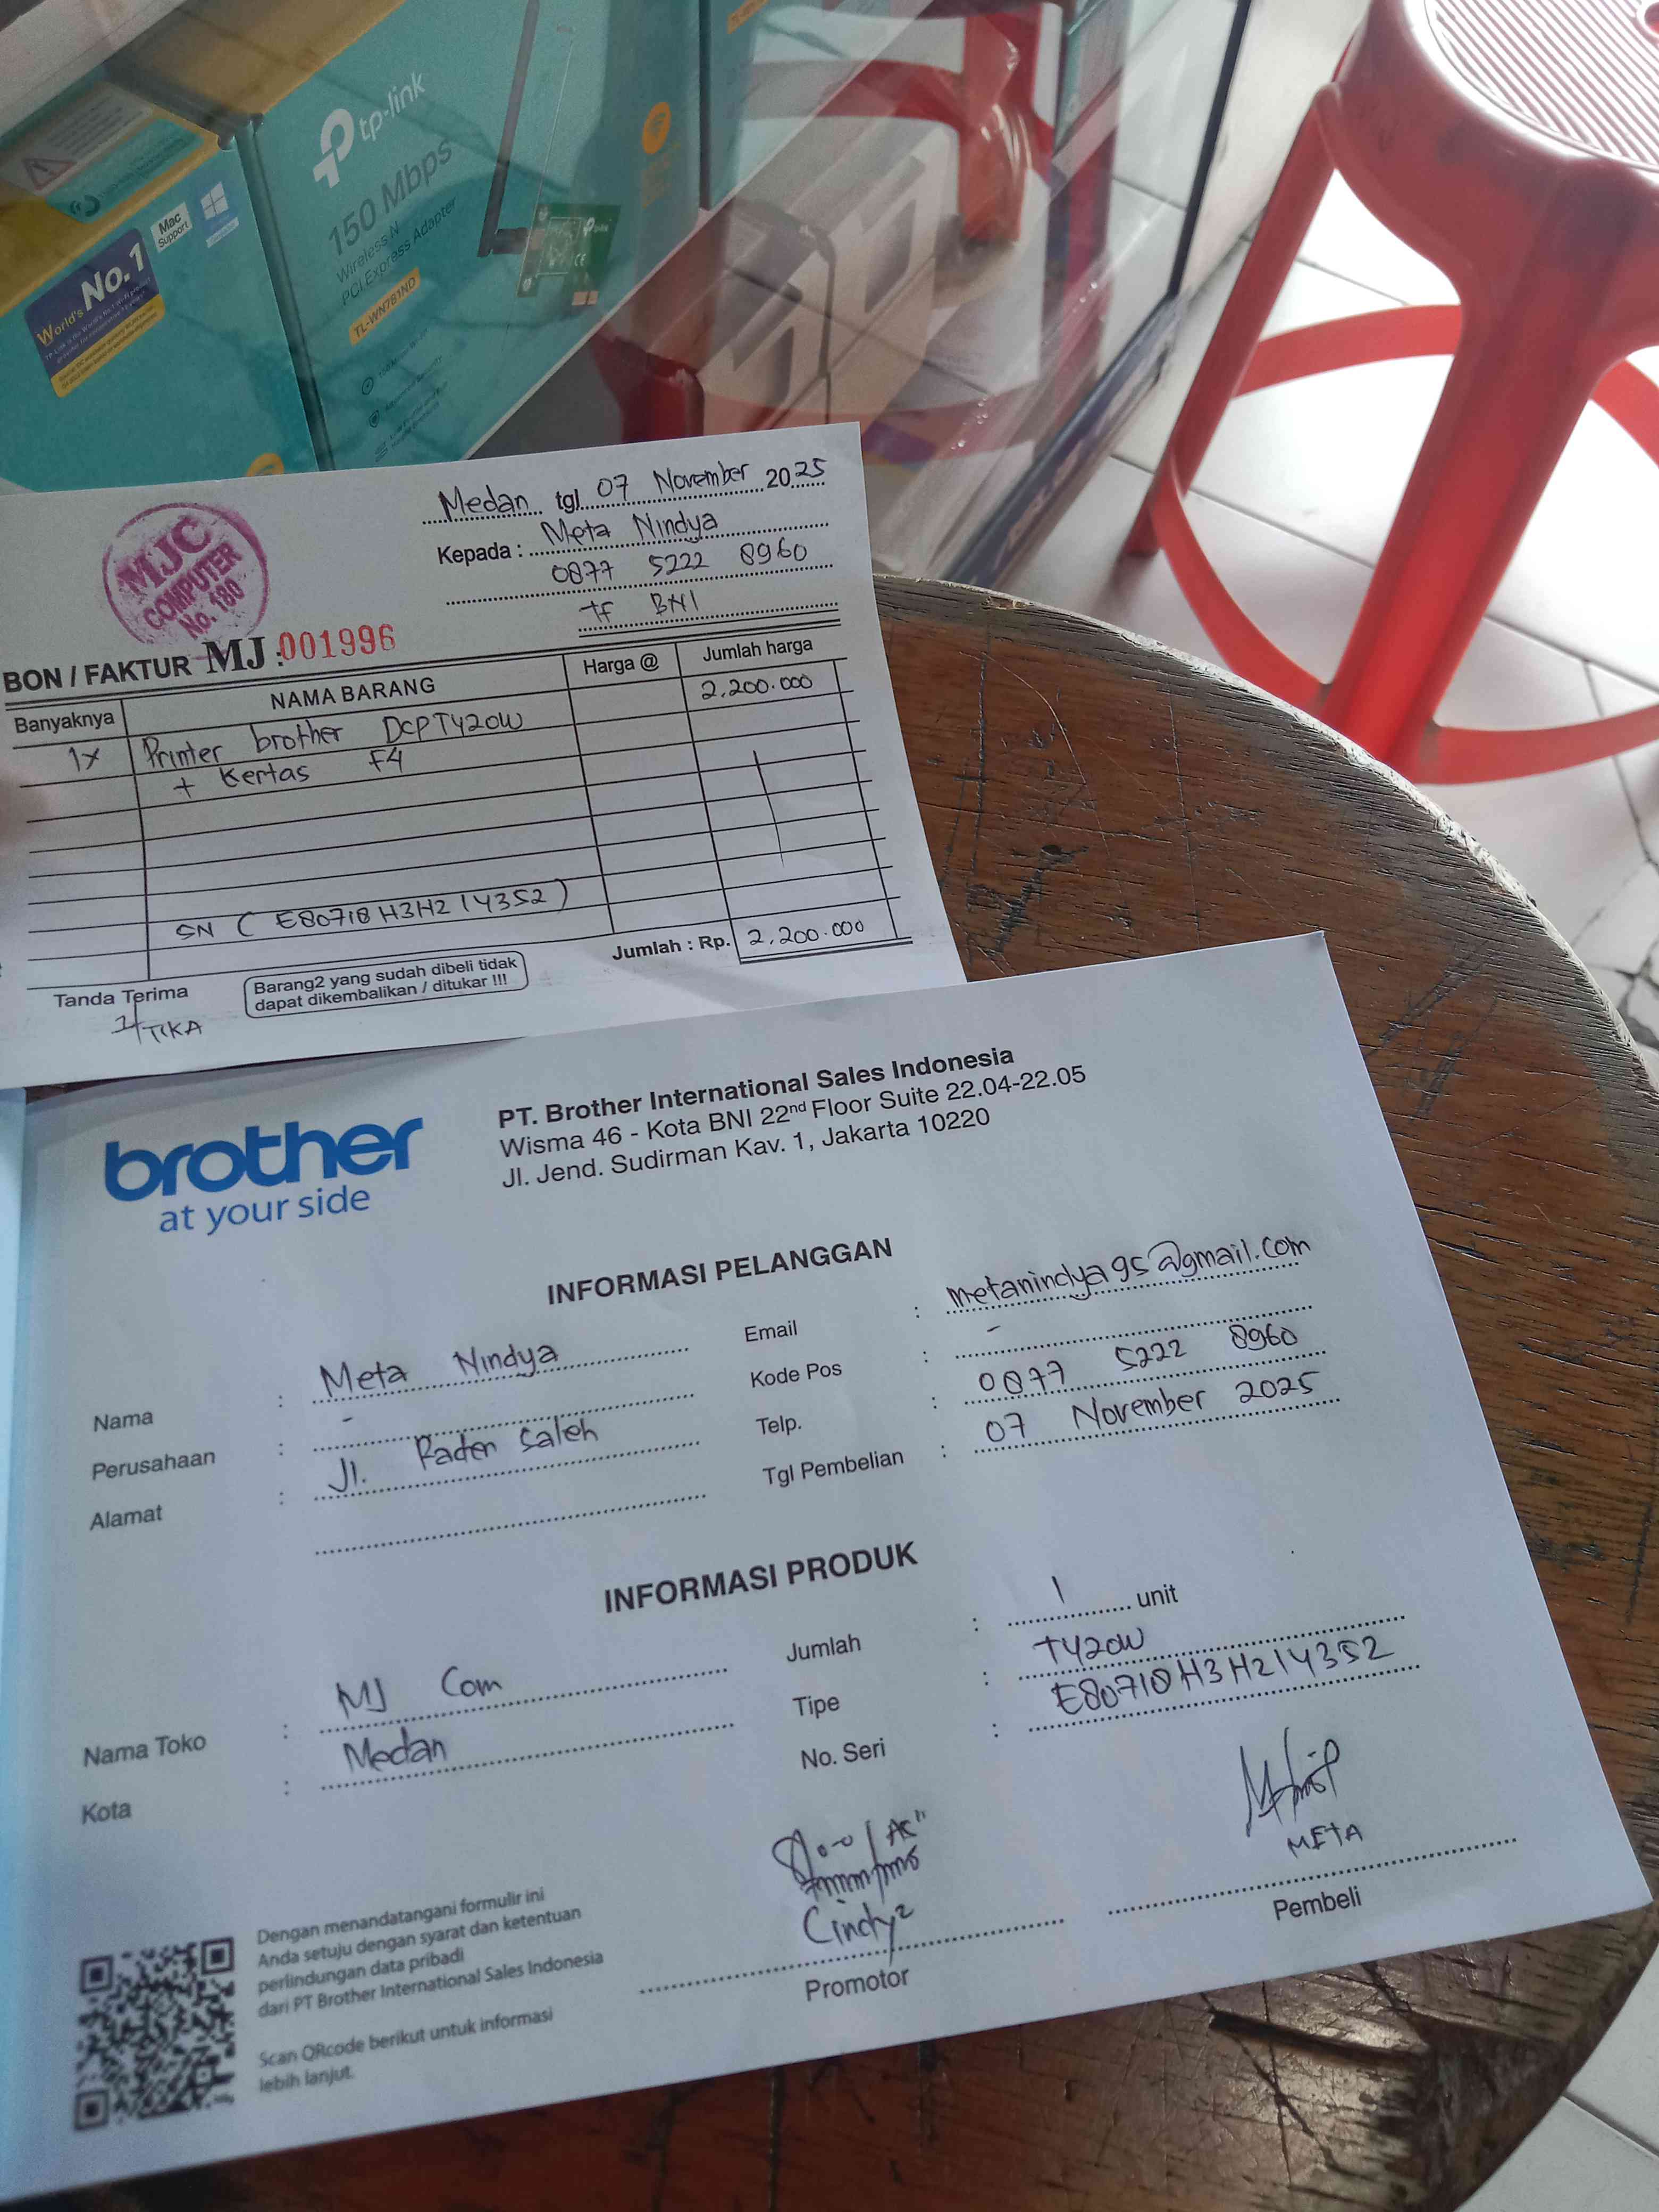 tp-link
150 Mbps
Wireless N
PCI Express Adapter
TL-WN781ND
World's No.1
Mac
Support
MJC
COMPUTER
No. 180
Medan tgl. 07 November 2025
Kepada : Meta Nindya
0877 5222 8960
tf BNI
BON / FAKTUR MJ : 001996
Banyaknya NAMA BARANG Harga @ Jumlah harga
1x Printer brother DCPT420W 2.200.000
+ Kertas F4
SN ( E80718H3H214352 )
Jumlah : Rp. 2.200.000
Tanda Terima
TIKA
Barang2 yang sudah dibeli tidak
dapat dikembalikan / ditukar !!!
brother
at your side
PT. Brother International Sales Indonesia
Wisma 46 - Kota BNI 22nd Floor Suite 22.04-22.05
Jl. Jend. Sudirman Kav. 1, Jakarta 10220
INFORMASI PELANGGAN
Nama : Meta Nindya
Perusahaan : -
Alamat : Jl. Raden Saleh
Email : metanindya95@gmail.com
Kode Pos : -
Telp. : 0877 5222 8960
Tgl Pembelian : 07 November 2025
INFORMASI PRODUK
Nama Toko : MJ Com
Kota : Medan
Jumlah : 1 unit
Tipe : T420W
No. Seri : E80718H3H214352
Cindy
Promotor
META
Pembeli
Dengan menandatangani formulir ini
Anda setuju dengan syarat dan ketentuan
perlindungan data pribadi
dari PT Brother International Sales Indonesia
Scan QRcode berikut untuk informasi
lebih lanjut.